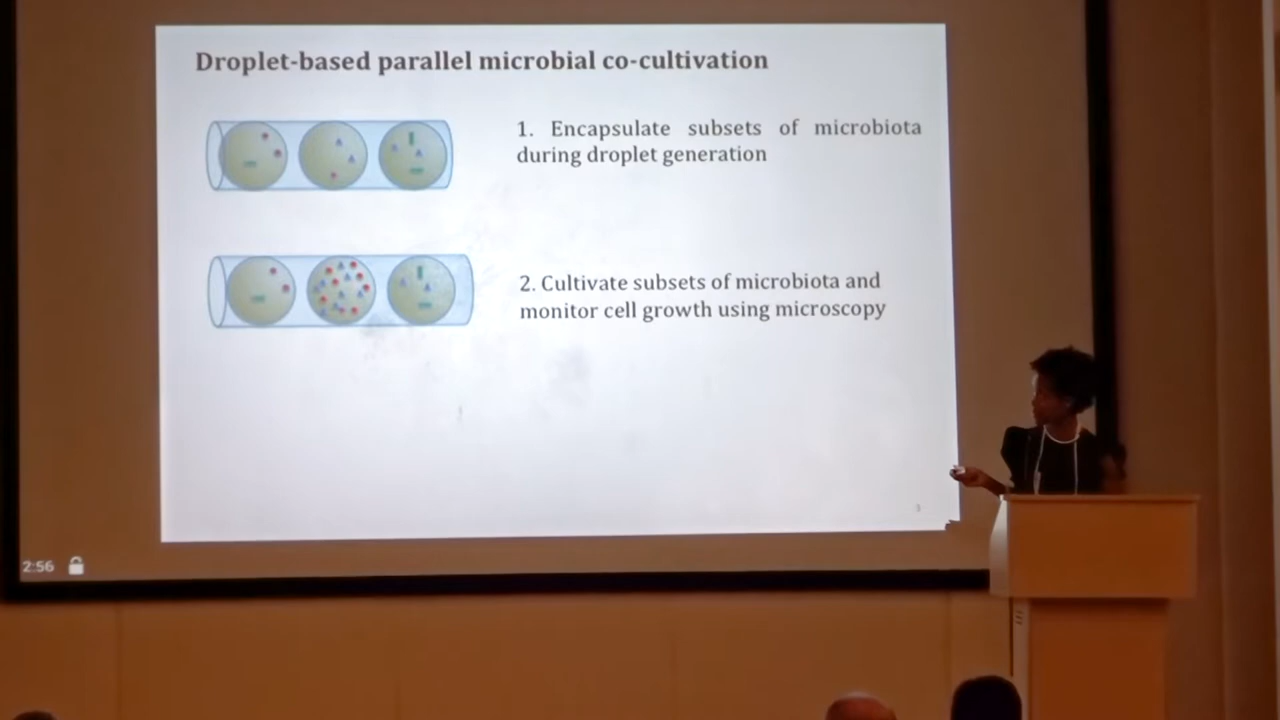 Droplet-based parallel microbial co-cultivation
1. Encapsulate subsets of microbiota
during droplet generation
2. Cultivate subsets of microbiota and
monitor cell growth using microscopy
3
2:56